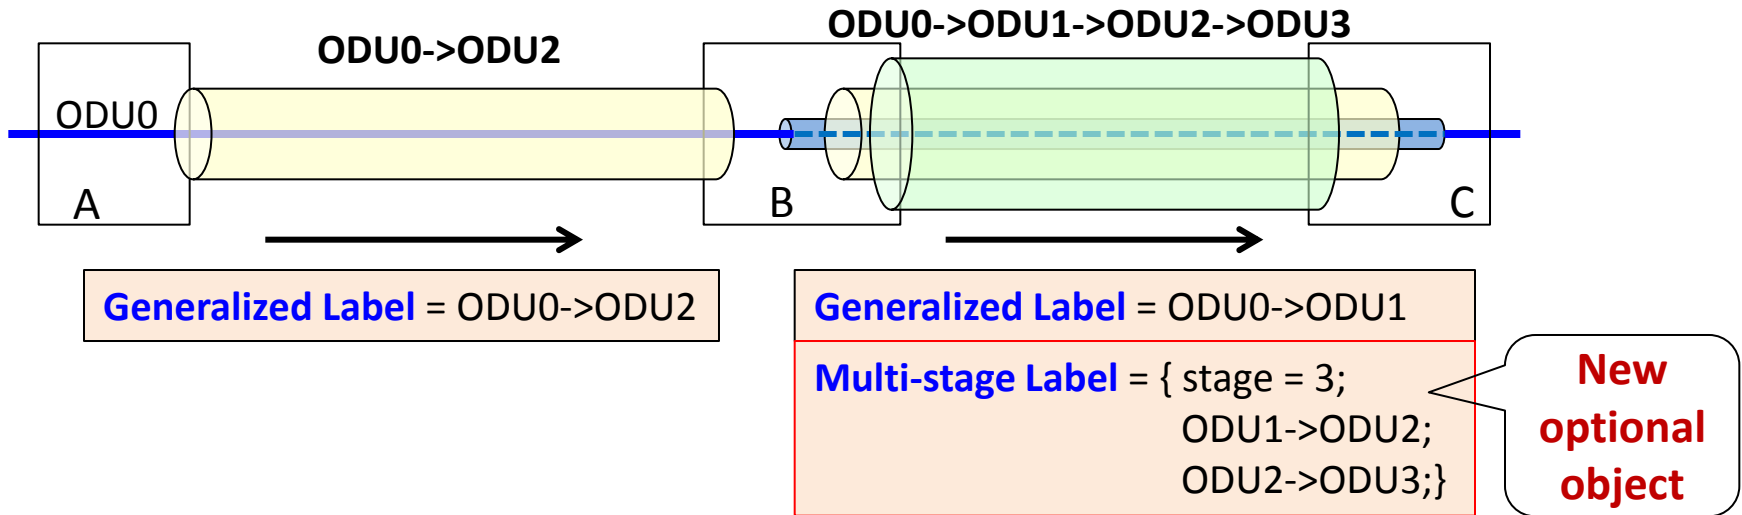 ODU0->ODU2
ODU0->ODU1->ODU2->ODU3
ODU0
A
B
C
Generalized Label = ODU0->ODU2
Generalized Label = ODU0->ODU1
Multi-stage Label = { stage = 3;
ODU1->ODU2;
ODU2->ODU3;}
New
optional
object